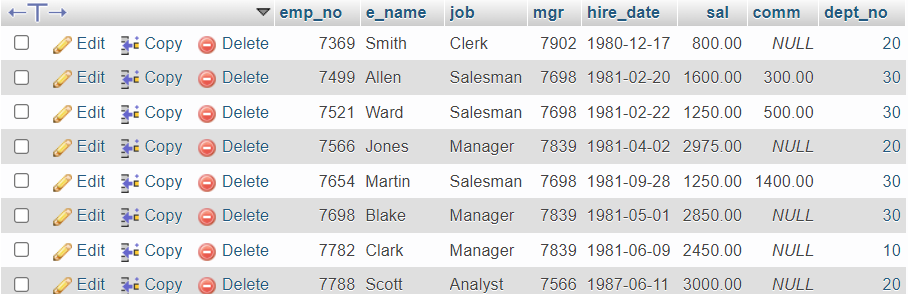 emp_no e_name job mgr hire_date sal comm dept_no
Edit Copy Delete 7369 Smith Clerk 7902 1980-12-17 800.00 NULL 20
Edit Copy Delete 7499 Allen Salesman 7698 1981-02-20 1600.00 300.00 30
Edit Copy Delete 7521 Ward Salesman 7698 1981-02-22 1250.00 500.00 30
Edit Copy Delete 7566 Jones Manager 7839 1981-04-02 2975.00 NULL 20
Edit Copy Delete 7654 Martin Salesman 7698 1981-09-28 1250.00 1400.00 30
Edit Copy Delete 7698 Blake Manager 7839 1981-05-01 2850.00 NULL 30
Edit Copy Delete 7782 Clark Manager 7839 1981-06-09 2450.00 NULL 10
Edit Copy Delete 7788 Scott Analyst 7566 1987-06-11 3000.00 NULL 20